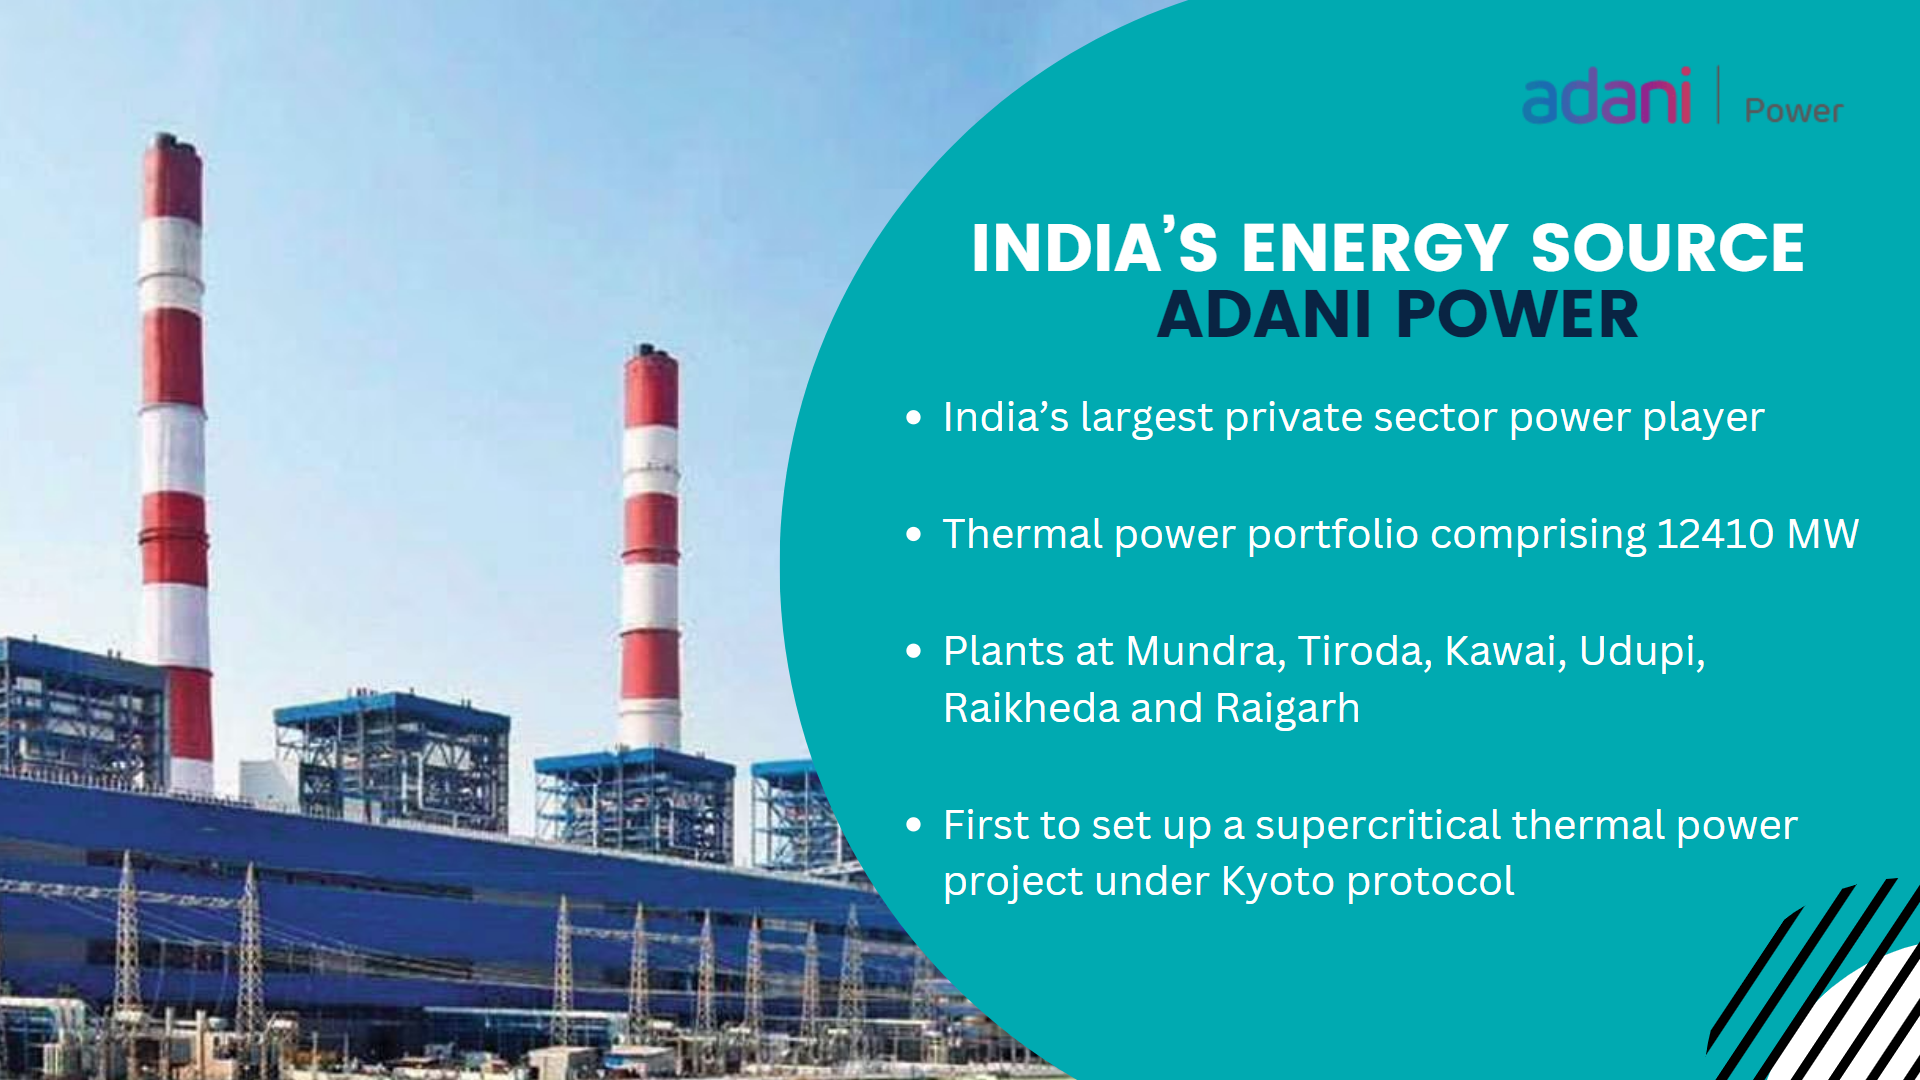 adani | Power
INDIA’S ENERGY SOURCE
ADANI POWER
• India’s largest private sector power player
• Thermal power portfolio comprising 12410 MW
• Plants at Mundra, Tiroda, Kawai, Udupi,
Raikheda and Raigarh
• First to set up a supercritical thermal power
project under Kyoto protocol